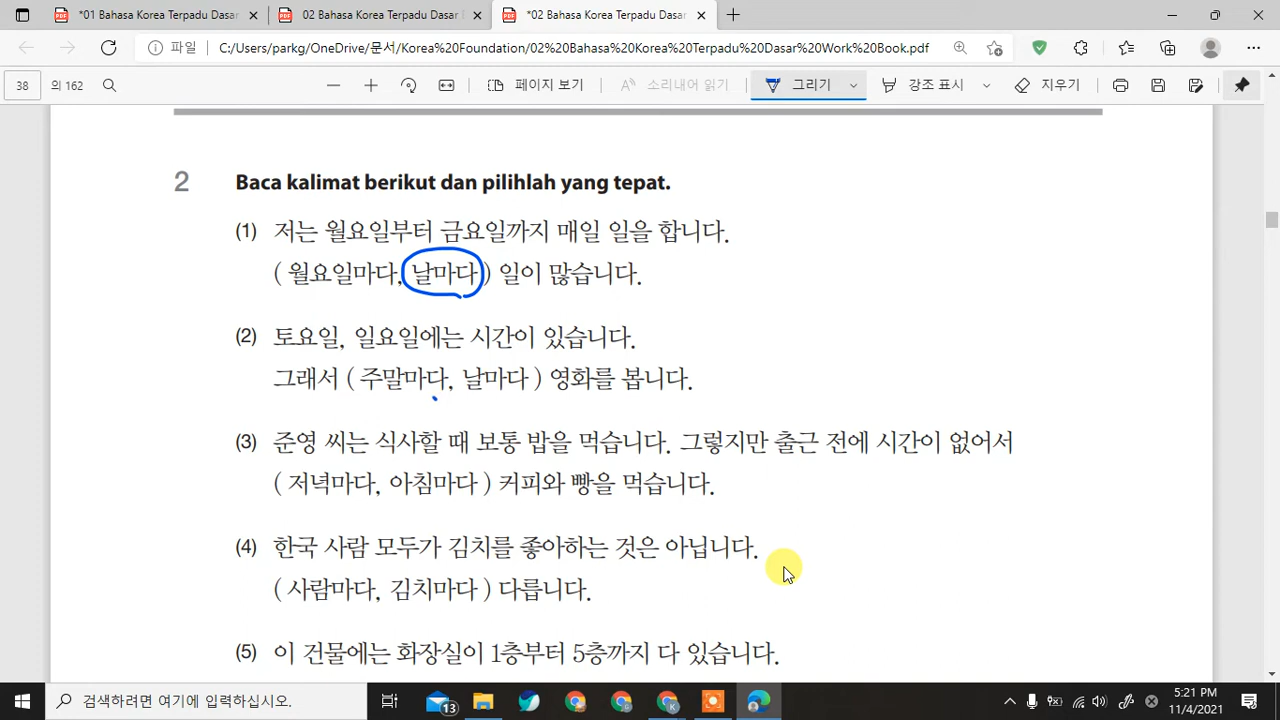 *01 Bahasa Korea Terpadu Dasar
02 Bahasa Korea Terpadu Dasar
*02 Bahasa Korea Terpadu Dasar
파일
C:/Users/parkg/OneDrive/문서/Korea%20Foundation/02%20Bahasa%20Korea%20Terpadu%20Dasar%20Work%20Book.pdf
38 의 162
페이지 보기
소리내어 읽기
그리기
강조 표시
지우기
2 Baca kalimat berikut dan pilihlah yang tepat.
(1) 저는 월요일부터 금요일까지 매일 일을 합니다.
( 월요일마다, 날마다 ) 일이 많습니다.
(2) 토요일, 일요일에는 시간이 있습니다.
그래서 ( 주말마다, 날마다 ) 영화를 봅니다.
(3) 준영 씨는 식사할 때 보통 밥을 먹습니다. 그렇지만 출근 전에 시간이 없어서
( 저녁마다, 아침마다 ) 커피와 빵을 먹습니다.
(4) 한국 사람 모두가 김치를 좋아하는 것은 아닙니다.
( 사람마다, 김치마다 ) 다릅니다.
(5) 이 건물에는 화장실이 1층부터 5층까지 다 있습니다.
검색하려면 여기에 입력하십시오.
13
5:21 PM
11/4/2021